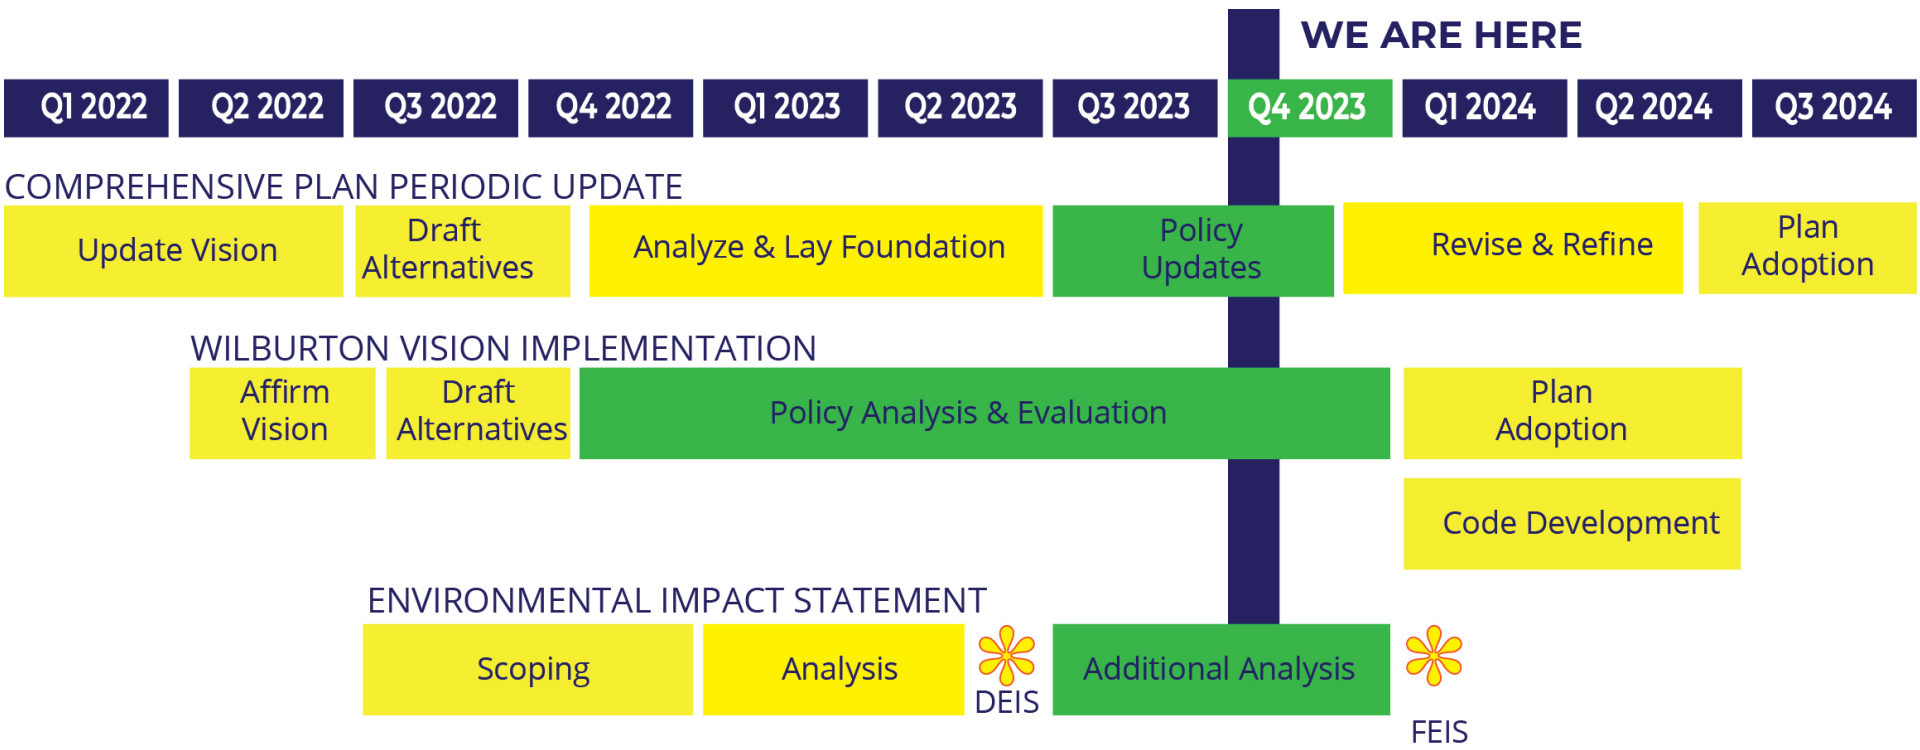 WE ARE HERE
Q1 2022
Q2 2022
Q3 2022
Q4 2022
Q1 2023
Q2 2023
Q3 2023
Q4 2023
Q1 2024
Q2 2024
Q3 2024
COMPREHENSIVE PLAN PERIODIC UPDATE
Update Vision
Draft
Alternatives
Analyze & Lay Foundation
Policy
Updates
Revise & Refine
Plan
Adoption
WILBURTON VISION IMPLEMENTATION
Affirm
Vision
Draft
Alternatives
Policy Analysis & Evaluation
Plan
Adoption
Code Development
ENVIRONMENTAL IMPACT STATEMENT
Scoping
Analysis
DEIS
Additional Analysis
FEIS